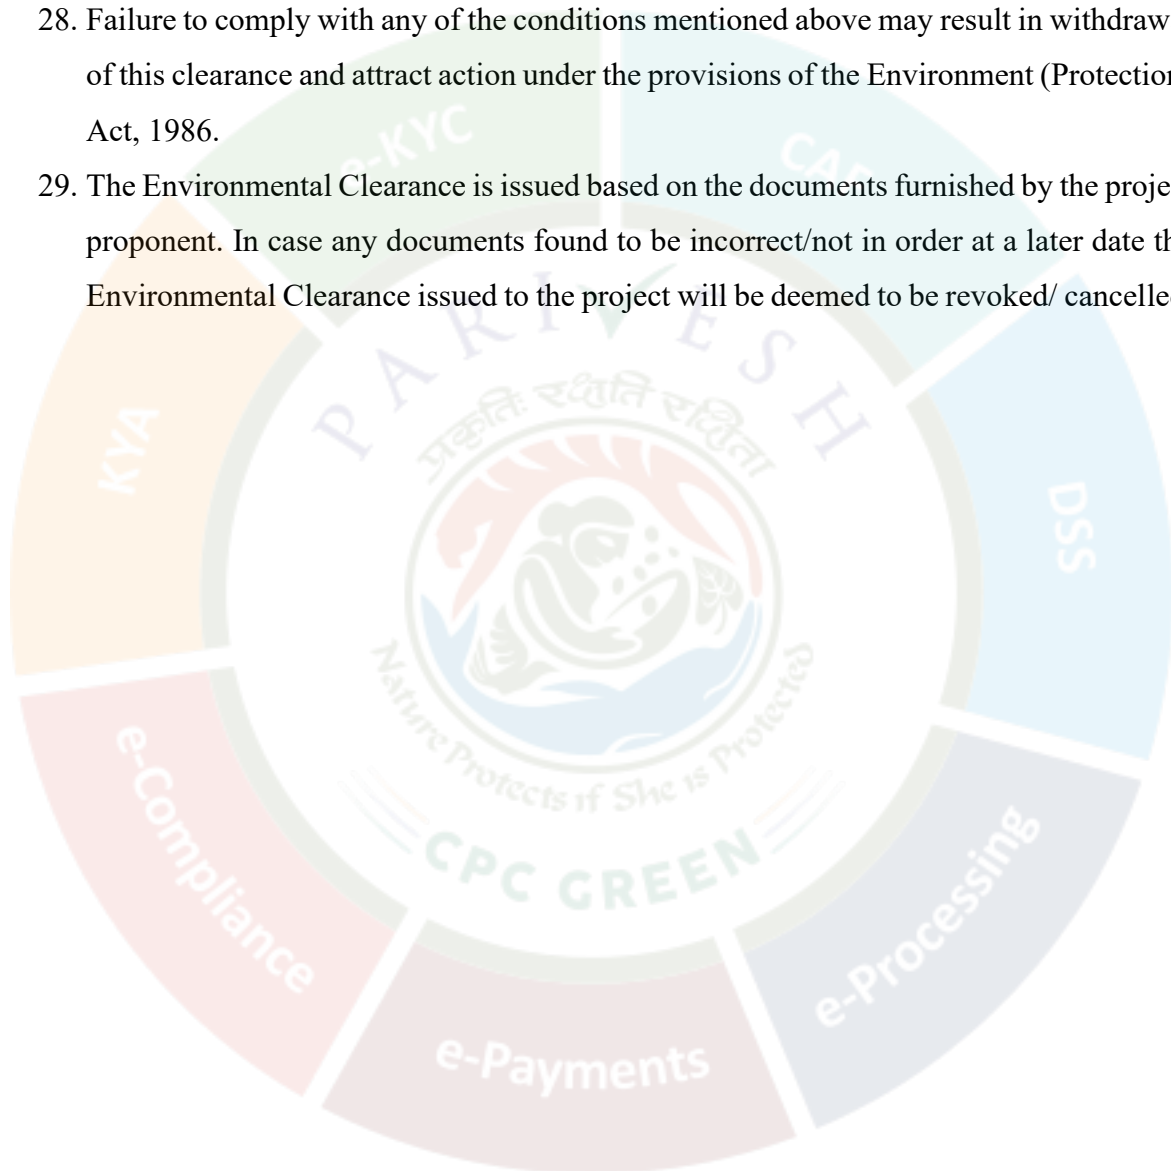 28. Failure to comply with any of the conditions mentioned above may result in withdraw
of this clearance and attract action under the provisions of the Environment (Protection
Act, 1986.
29. The Environmental Clearance is issued based on the documents furnished by the proje
proponent. In case any documents found to be incorrect/not in order at a later date th
Environmental Clearance issued to the project will be deemed to be revoked/ cancelled
e-KYC
KYA
DSS
PARIVESH
प्रकृतिः रक्षति रक्षिता
Nature Protects if She is Protected
CPC GREEN
e-Compliance
e-Processing
e-Payments